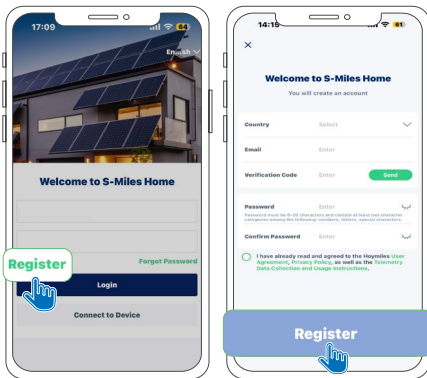 17:09
64
English
Welcome to S-Miles Home
Forgot Password
Register
Login
Connect to Device
14:15
61
Welcome to S-Miles Home
You will create an account
Country Select
Email Enter
Verification Code Enter Send
Password Enter
Password must be 8-20 characters and contain at least two character
categories among the following: numbers, letters, special characters.
Confirm Password Enter
I have already read and agreed to the Hoymiles User
Agreement, Privacy Policy, as well as the Telemetry
Data Collection and Usage Instructions.
Register